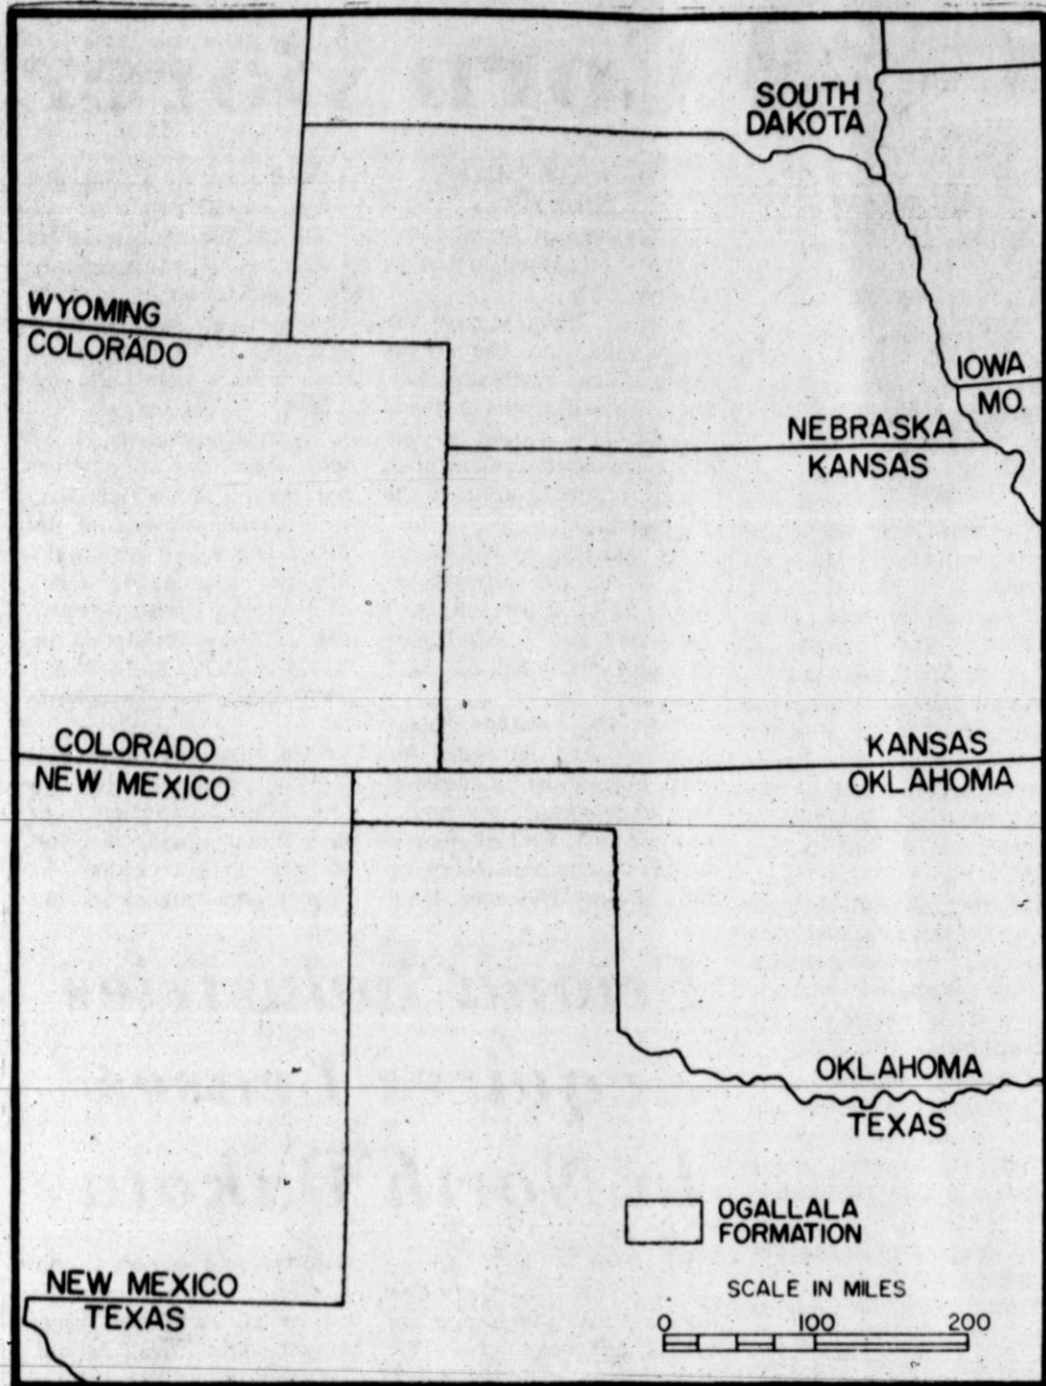 SOUTH
DAKOTA
WYOMING
COLORADO
IOWA
MO.
NEBRASKA
KANSAS
COLORADO
NEW MEXICO
KANSAS
OKLAHOMA
OKLAHOMA
TEXAS
OGALLALA
FORMATION
NEW MEXICO
TEXAS
SCALE IN MILES
0 100 200